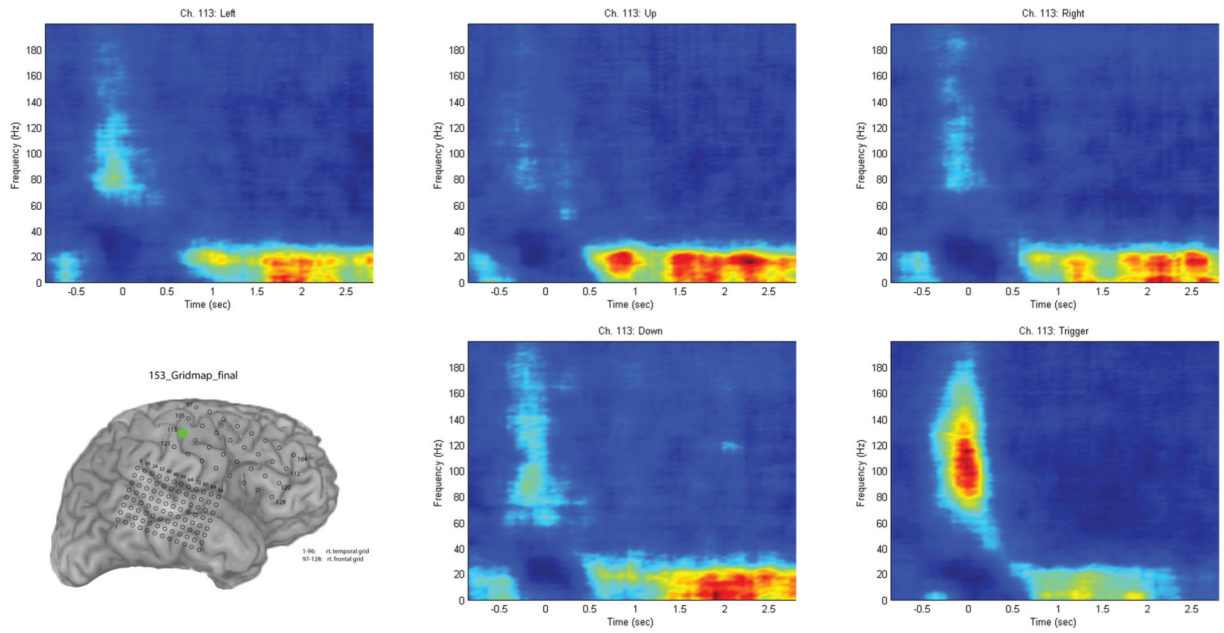 Ch. 113: Left
180
160
140
120
100
80
60
40
20
0
Frequency (Hz)
-0.5 0 0.5 1 1.5 2 2.5
Time (sec)
Ch. 113: Up
180
160
140
120
100
80
60
40
20
0
Frequency (Hz)
-0.5 0 0.5 1 1.5 2 2.5
Time (sec)
Ch. 113: Right
180
160
140
120
100
80
60
40
20
0
Frequency (Hz)
-0.5 0 0.5 1 1.5 2 2.5
Time (sec)
153_Gridmap_final
97
105
113
121
104
112
120
128
1-96: rt. temporal grid
97-128: rt. frontal grid
Ch. 113: Down
180
160
140
120
100
80
60
40
20
0
Frequency (Hz)
-0.5 0 0.5 1 1.5 2 2.5
Time (sec)
Ch. 113: Trigger
180
160
140
120
100
80
60
40
20
0
Frequency (Hz)
-0.5 0 0.5 1 1.5 2 2.5
Time (sec)